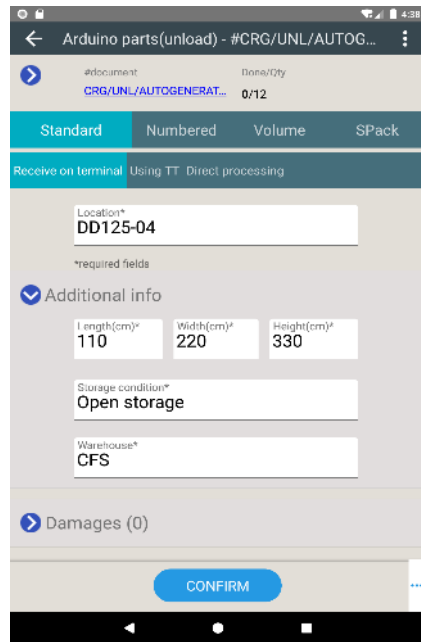 4:38
Arduino parts(unload) - #CRG/UNL/AUTOG...
#document Done/Qty
CRG/UNL/AUTOGENERAT... 0/12
Standard Numbered Volume SPack
Receive on terminal Using TT Direct processing
Location*
DD125-04
*required fields
Additional info
Length(cm)* Width(cm)* Height(cm)*
110 220 330
Storage condition*
Open storage
Warehouse*
CFS
Damages (0)
CONFIRM